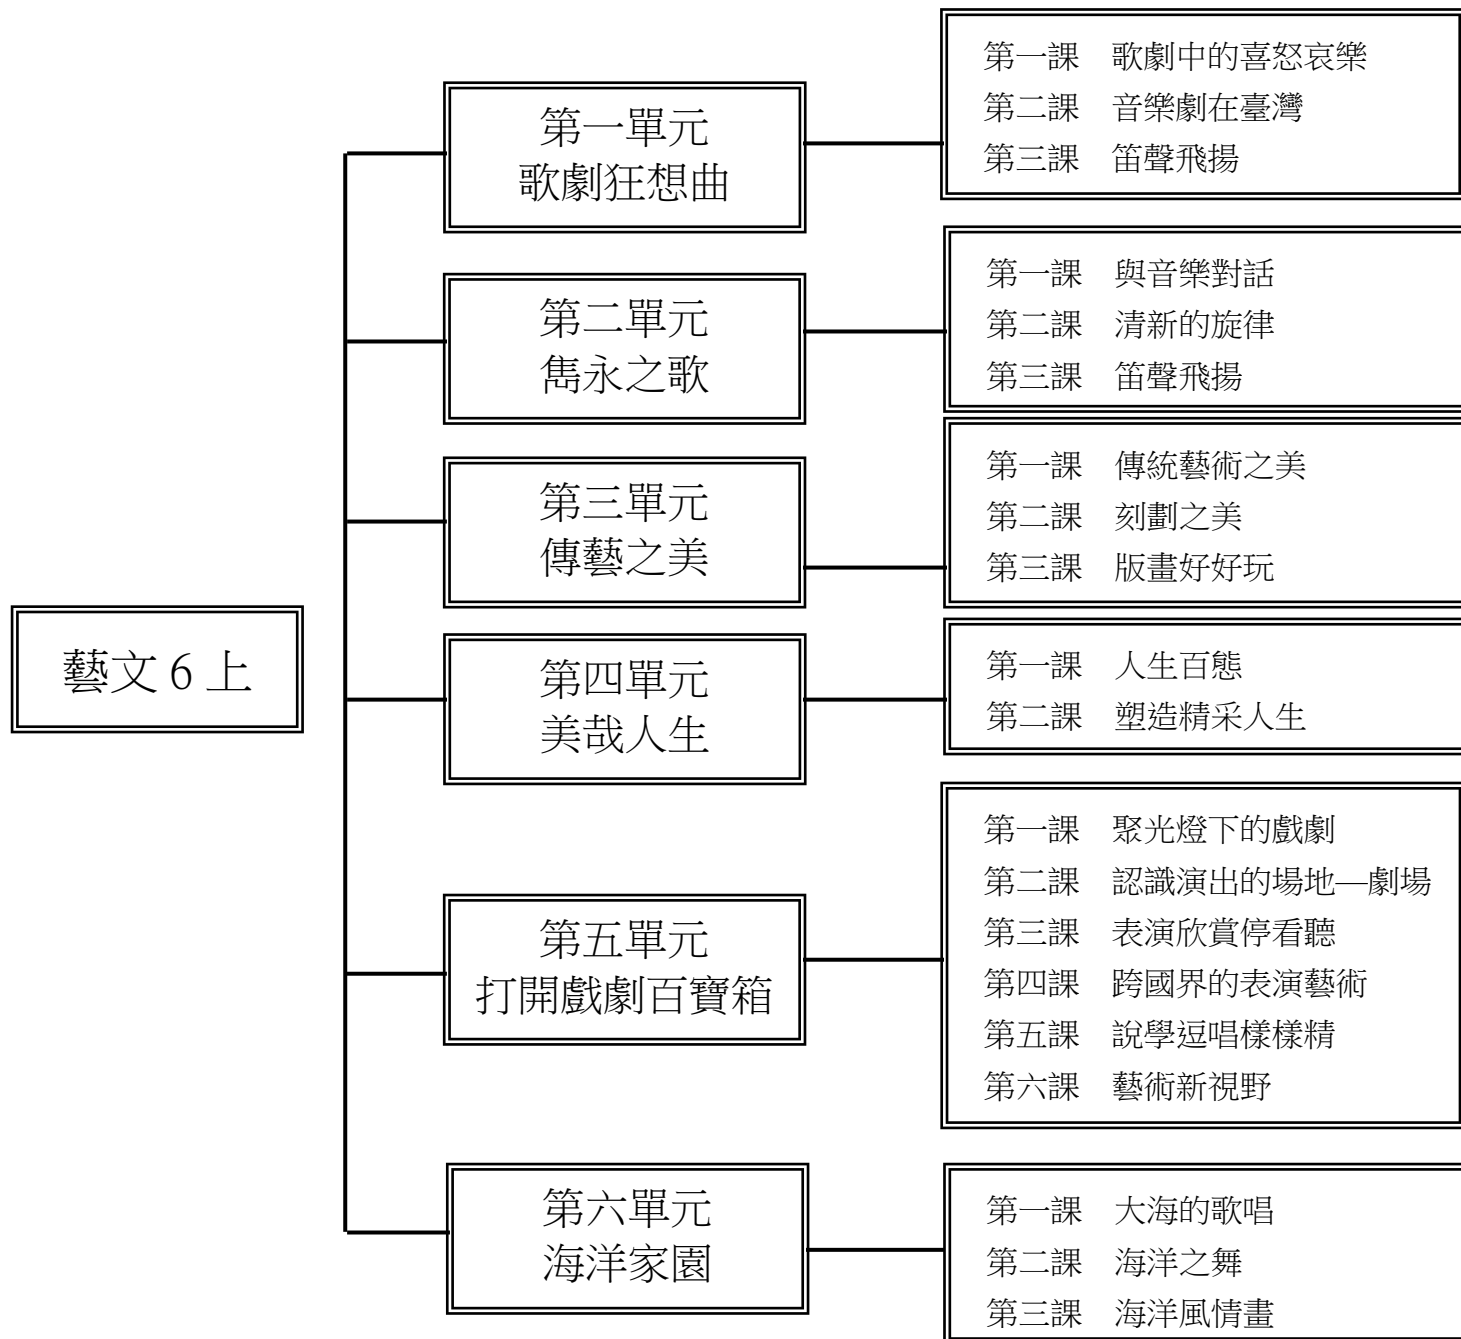 藝文6上
第一單元
歌劇狂想曲
第一課　歌劇中的喜怒哀樂
第二課　音樂劇在臺灣
第三課　笛聲飛揚
第二單元
雋永之歌
第一課　與音樂對話
第二課　清新的旋律
第三課　笛聲飛揚
第三單元
傳藝之美
第一課　傳統藝術之美
第二課　刻劃之美
第三課　版畫好好玩
第四單元
美哉人生
第一課　人生百態
第二課　塑造精采人生
第五單元
打開戲劇百寶箱
第一課　聚光燈下的戲劇
第二課　認識演出的場地—劇場
第三課　表演欣賞停看聽
第四課　跨國界的表演藝術
第五課　說學逗唱樣樣精
第六課　藝術新視野
第六單元
海洋家園
第一課　大海的歌唱
第二課　海洋之舞
第三課　海洋風情畫